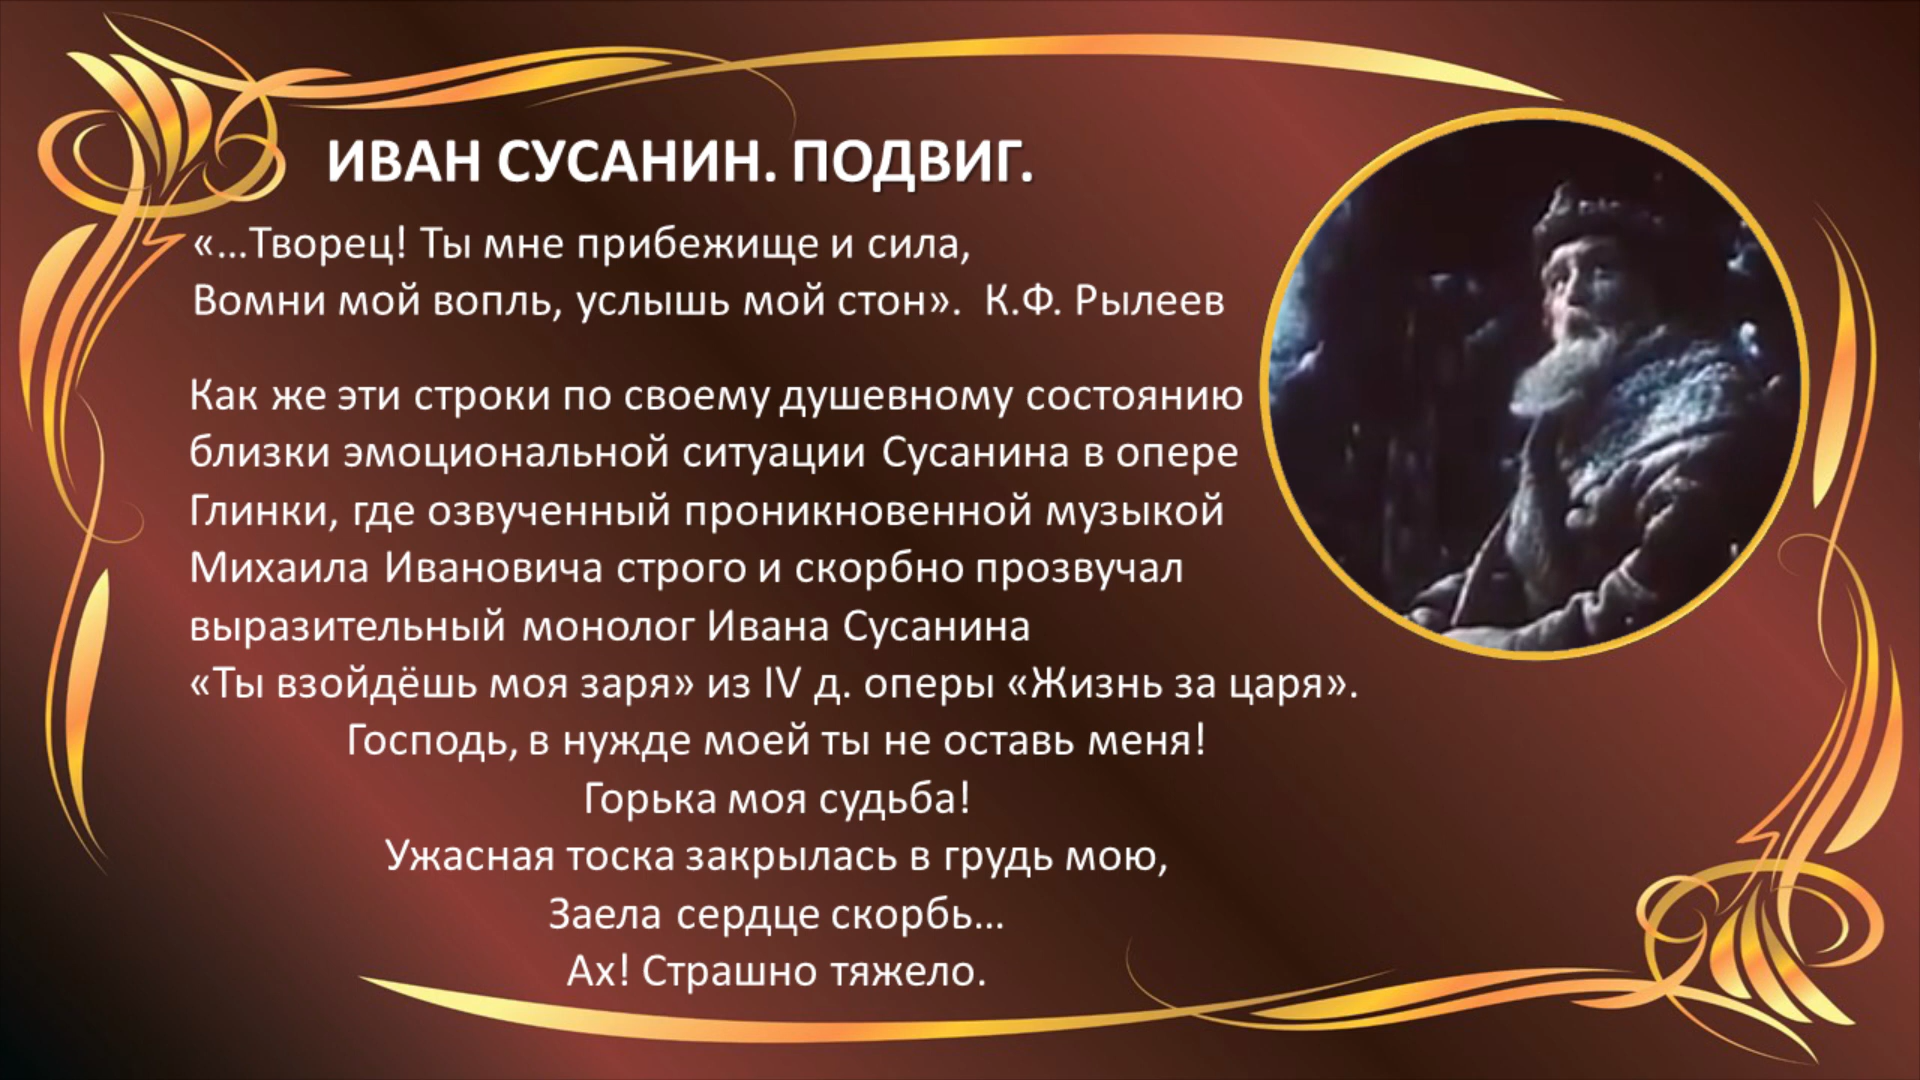 ИВАН СУСАНИН. ПОДВИГ.
«…Творец! Ты мне прибежище и сила,
Вомни мой вопль, услышь мой стон». К.Ф. Рылеев
Как же эти строки по своему душевному состоянию
близки эмоциональной ситуации Сусанина в опере
Глинки, где озвученный проникновенной музыкой
Михаила Ивановича строго и скорбно прозвучал
выразительный монолог Ивана Сусанина
«Ты взойдёшь моя заря» из IV д. оперы «Жизнь за царя».
Господь, в нужде моей ты не оставь меня!
Горька моя судьба!
Ужасная тоска закрылась в грудь мою,
Заела сердце скорбь…
Ах! Страшно тяжело.